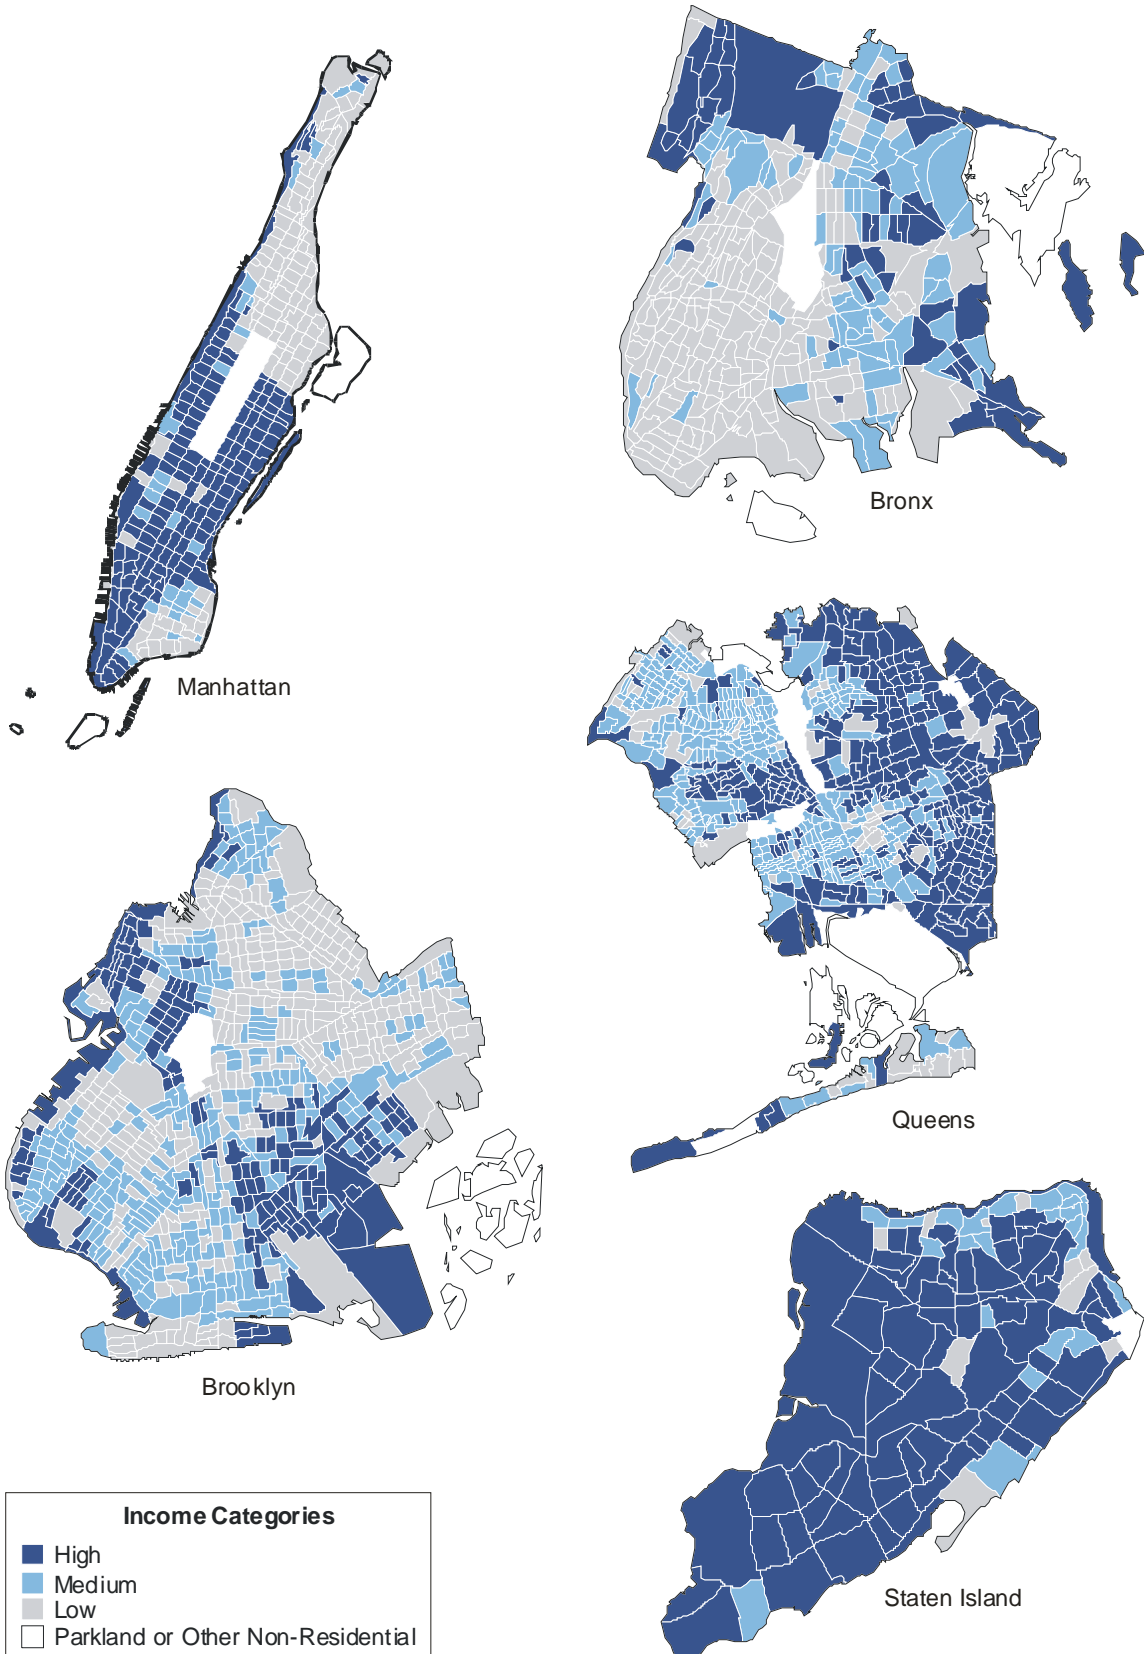 Bronx
Manhattan
Queens
Brooklyn
Income Categories
High
Medium
Low
Parkland or Other Non-Residential
Staten Island